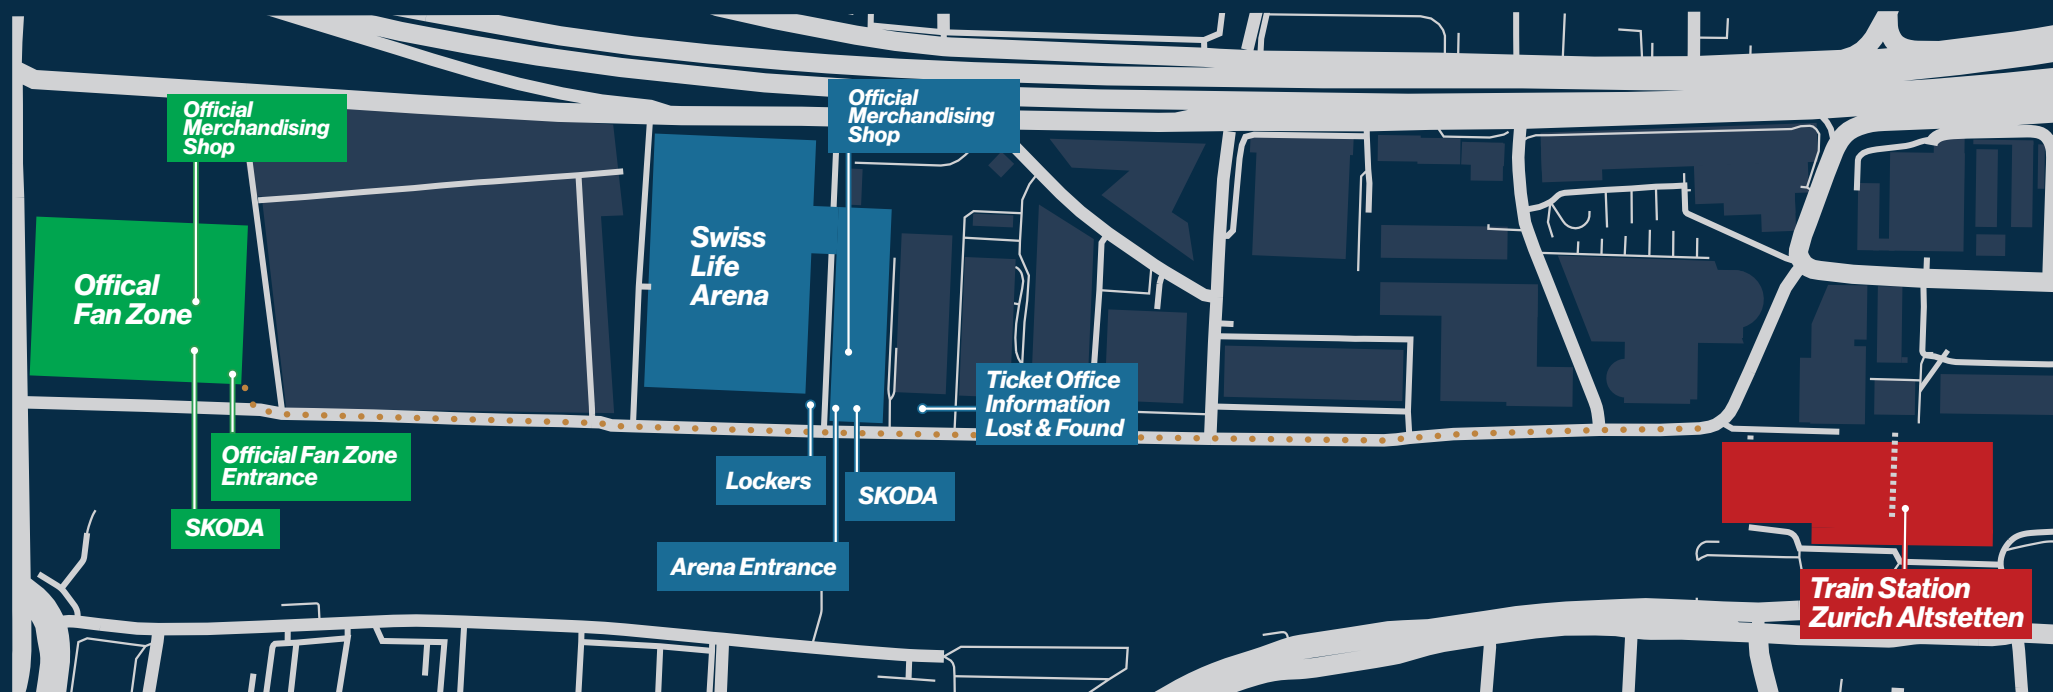 Official
Merchandising
Shop
Offical
Fan Zone
Official Fan Zone
Entrance
SKODA
Swiss
Life
Arena
Official
Merchandising
Shop
Ticket Office
Information
Lost & Found
Lockers
SKODA
Arena Entrance
Train Station
Zurich Altstetten